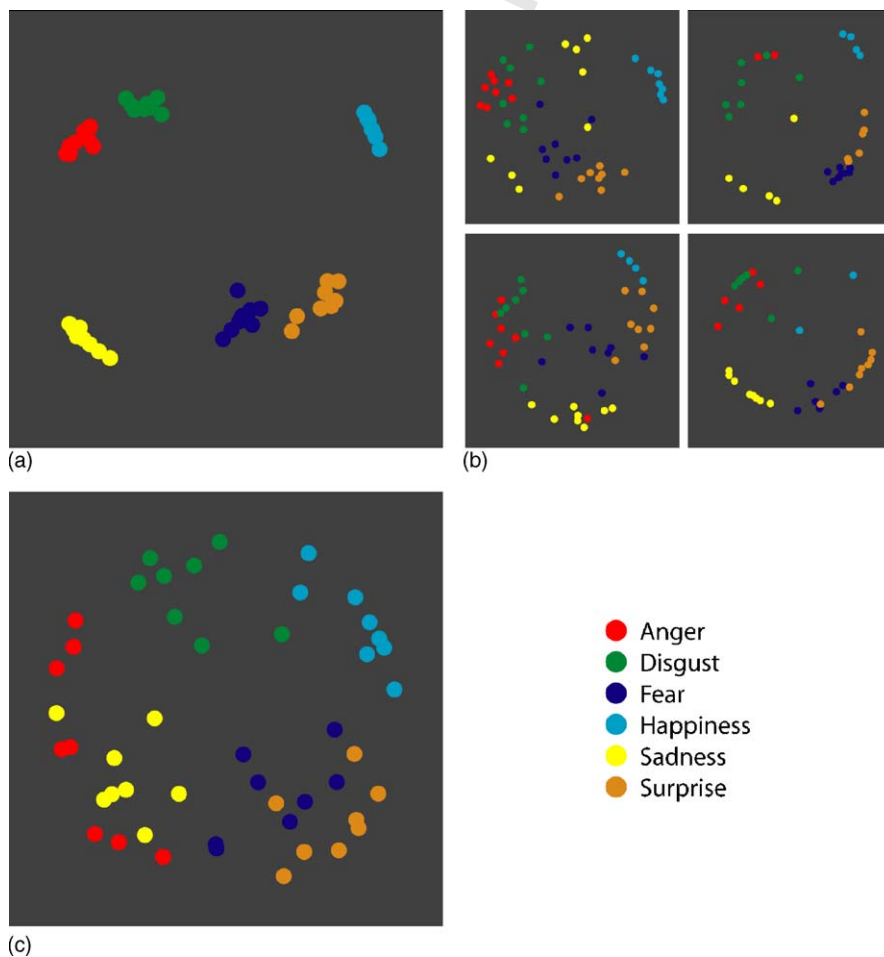 (a)
(b)
Anger
Disgust
Fear
Happiness
Sadness
Surprise
(c)